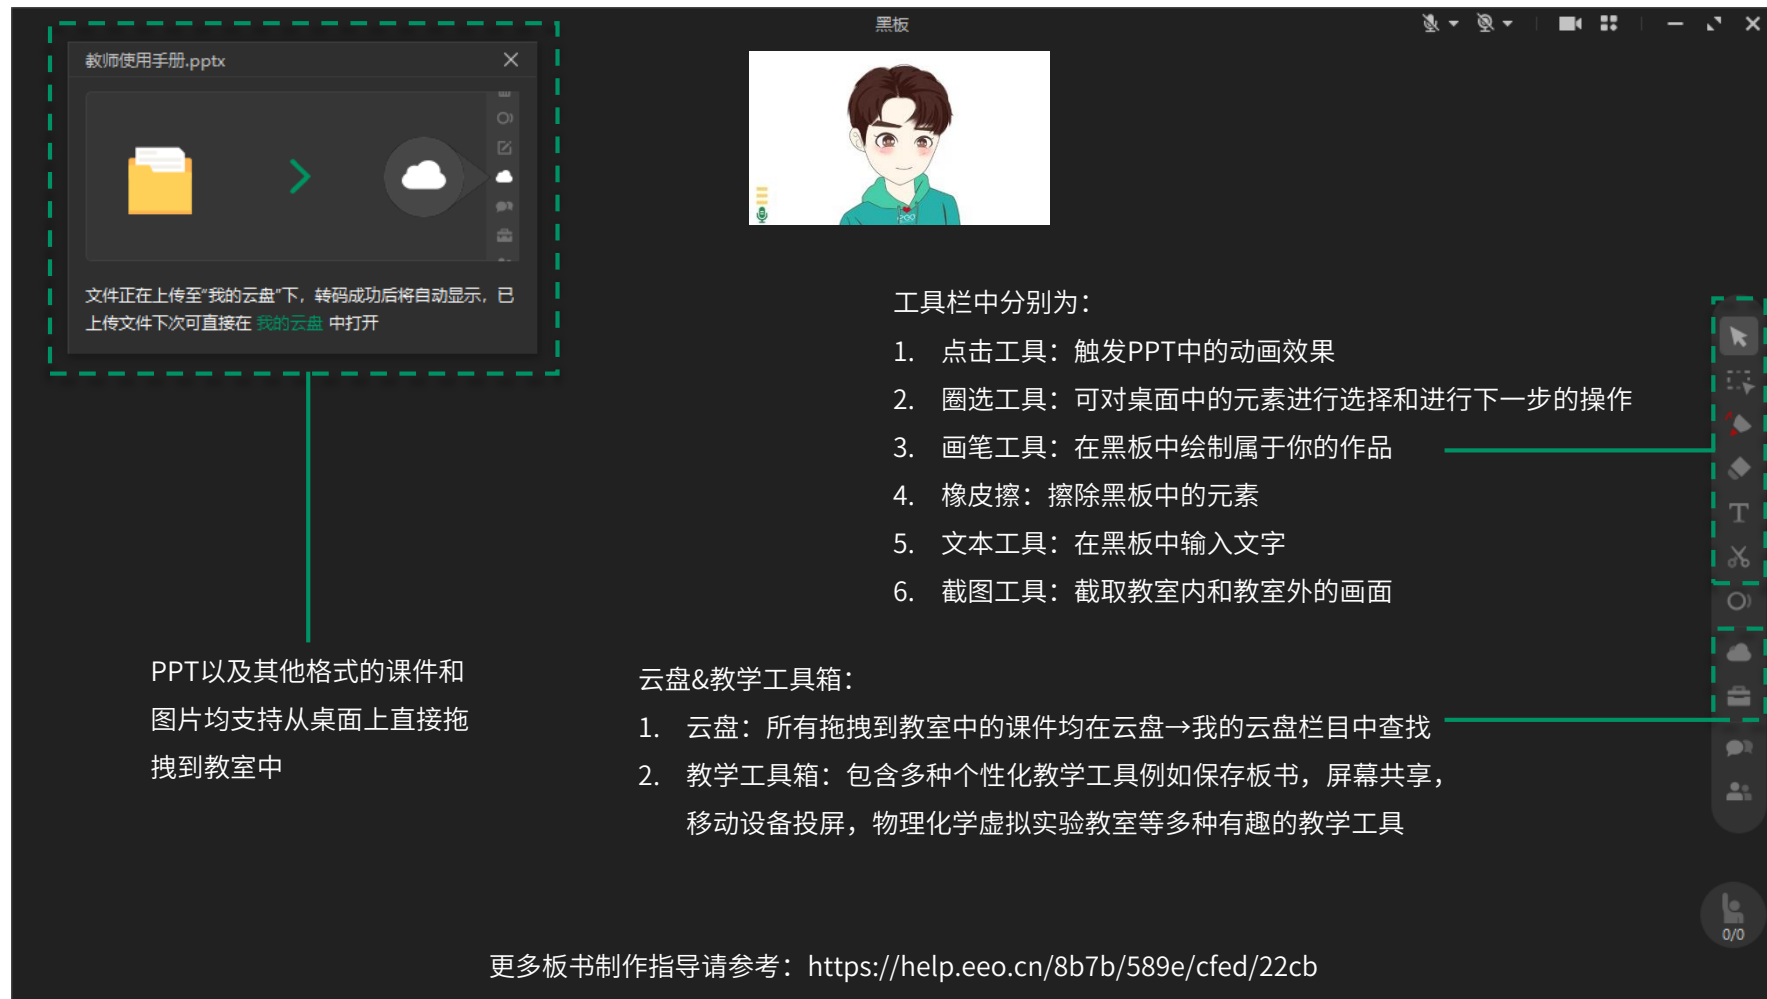 黑板
教师使用手册.pptx
文件正在上传至"我的云盘"下，转码成功后将自动显示，已
上传文件下次可直接在 我的云盘 中打开
工具栏中分别为：
1. 点击工具：触发PPT中的动画效果
2. 圈选工具：可对桌面中的元素进行选择和进行下一步的操作
3. 画笔工具：在黑板中绘制属于你的作品
4. 橡皮擦：擦除黑板中的元素
5. 文本工具：在黑板中输入文字
6. 截图工具：截取教室内和教室外的画面
PPT以及其他格式的课件和
图片均支持从桌面上直接拖
拽到教室中
云盘&教学工具箱：
1. 云盘：所有拖拽到教室中的课件均在云盘→我的云盘栏目中查找
2. 教学工具箱：包含多种个性化教学工具例如保存板书，屏幕共享，
移动设备投屏，物理化学虚拟实验教室等多种有趣的教学工具
0/0
更多板书制作指导请参考：https://help.eeo.cn/8b7b/589e/cfed/22cb